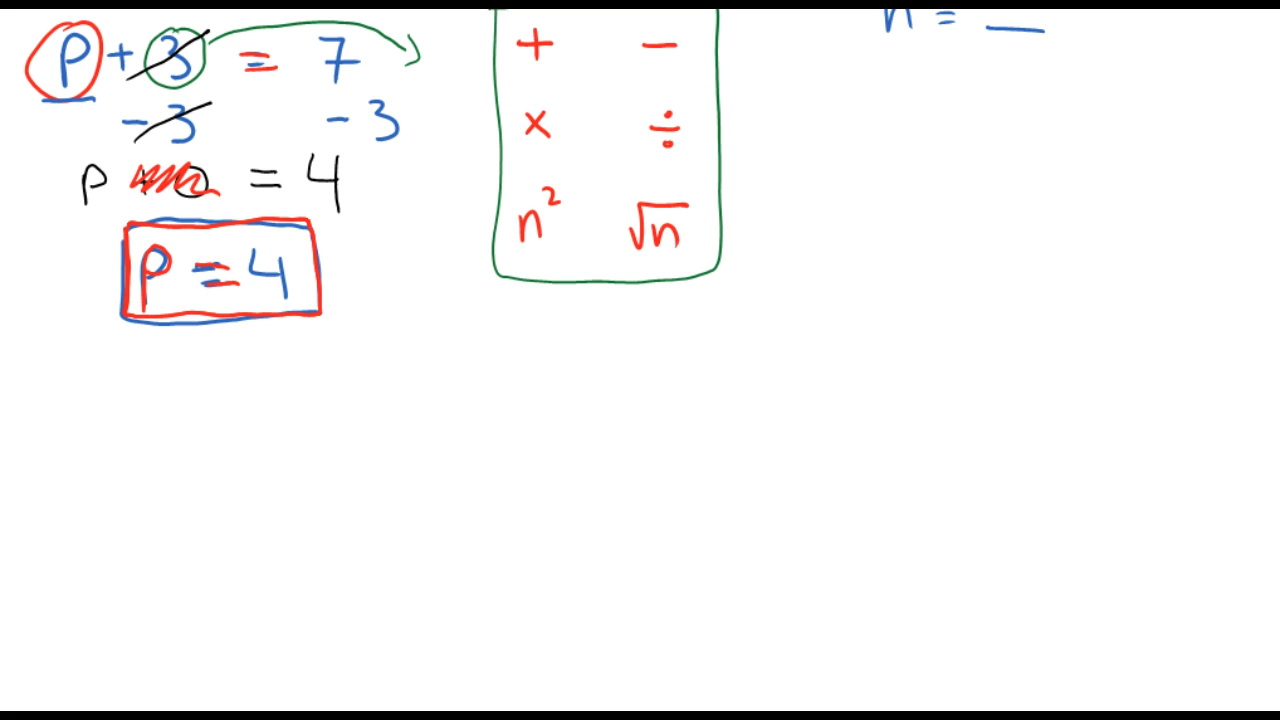 P + 3 = 7
- 3 - 3
P = 4
P = 4
+ -
× ÷
n² √n
n = __